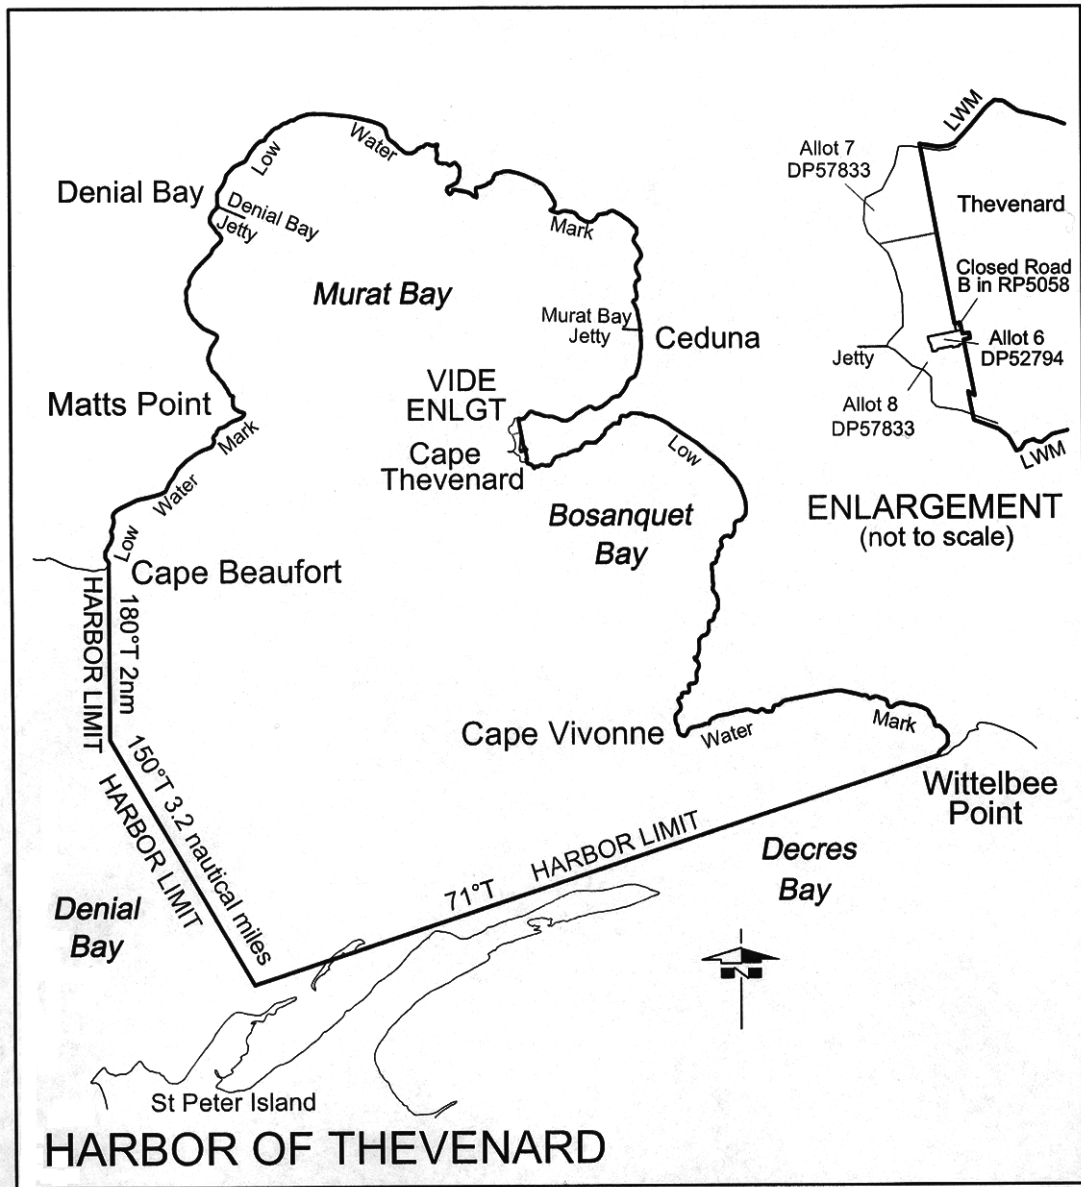 Low
Water
Mark
Denial Bay
Denial Bay
Jetty
Murat Bay
Murat Bay
Jetty
Ceduna
VIDE
ENLGT
Matts Point
Mark
Water
Low
Cape
Thevenard
Low
Bosanquet
Bay
Cape Beaufort
HARBOR LIMIT
180°T 2nm
150°T 3.2 nautical miles
HARBOR LIMIT
Cape Vivonne
Water
Mark
Wittelbee
Point
71°T HARBOR LIMIT
Decres
Bay
Denial
Bay
N
St Peter Island
LWM
Allot 7
DP57833
Thevenard
Closed Road
B in RP5058
Allot 6
DP52794
Jetty
Allot 8
DP57833
LWM
ENLARGEMENT
(not to scale)
HARBOR OF THEVENARD